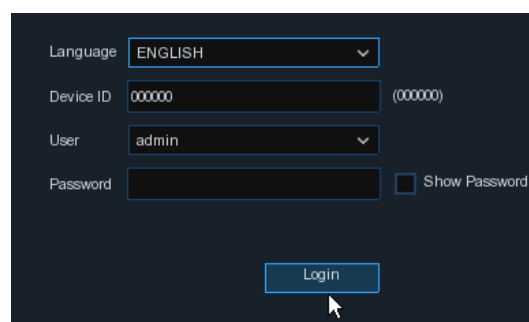 Language ENGLISH
Device ID 000000 (000000)
User admin
Password Show Password
Login